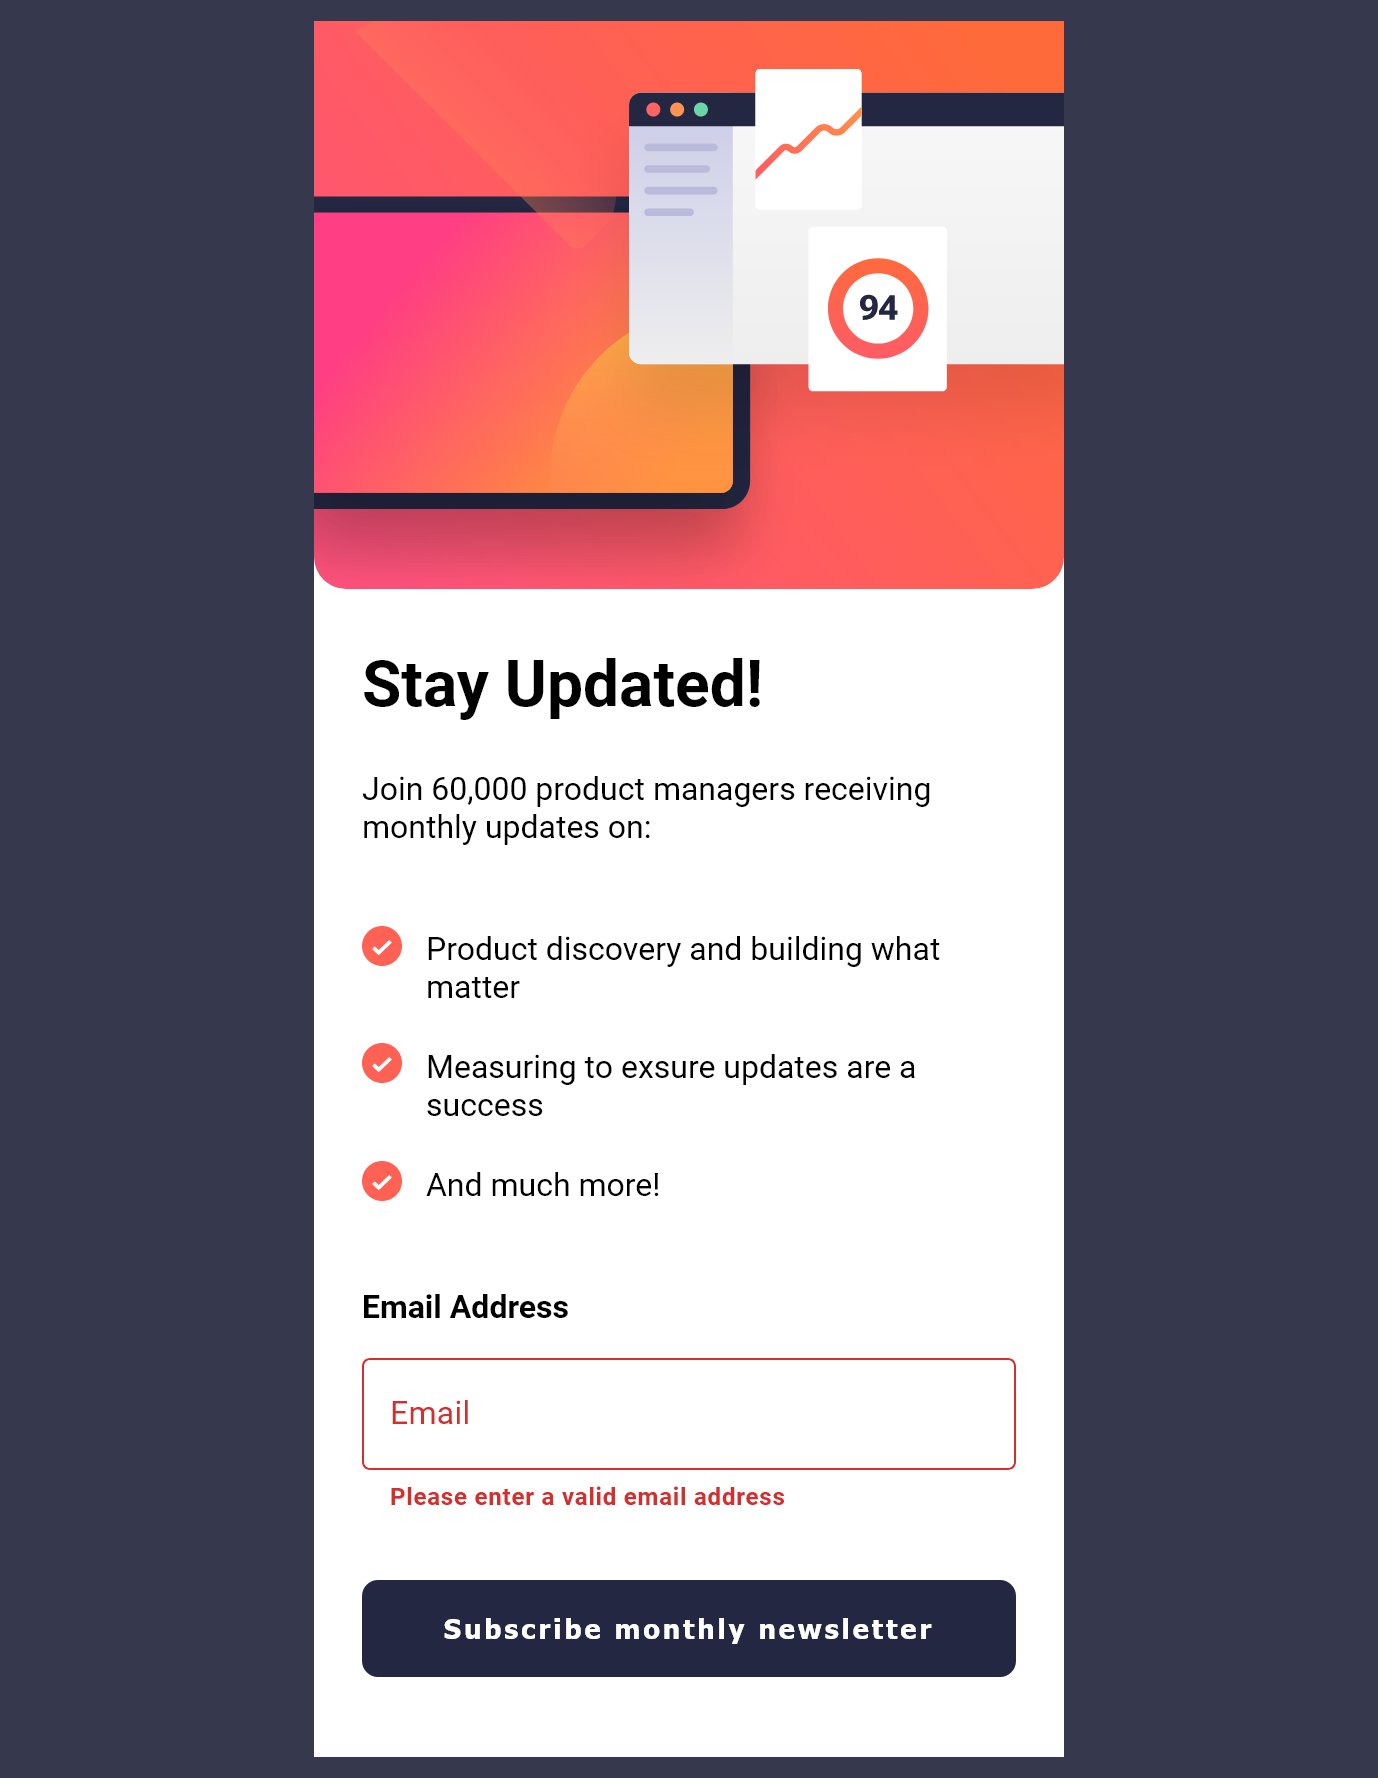 94
Stay Updated!
Join 60,000 product managers receiving
monthly updates on:
Product discovery and building what
matter
Measuring to exsure updates are a
success
And much more!
Email Address
Email
Please enter a valid email address
Subscribe monthly newsletter